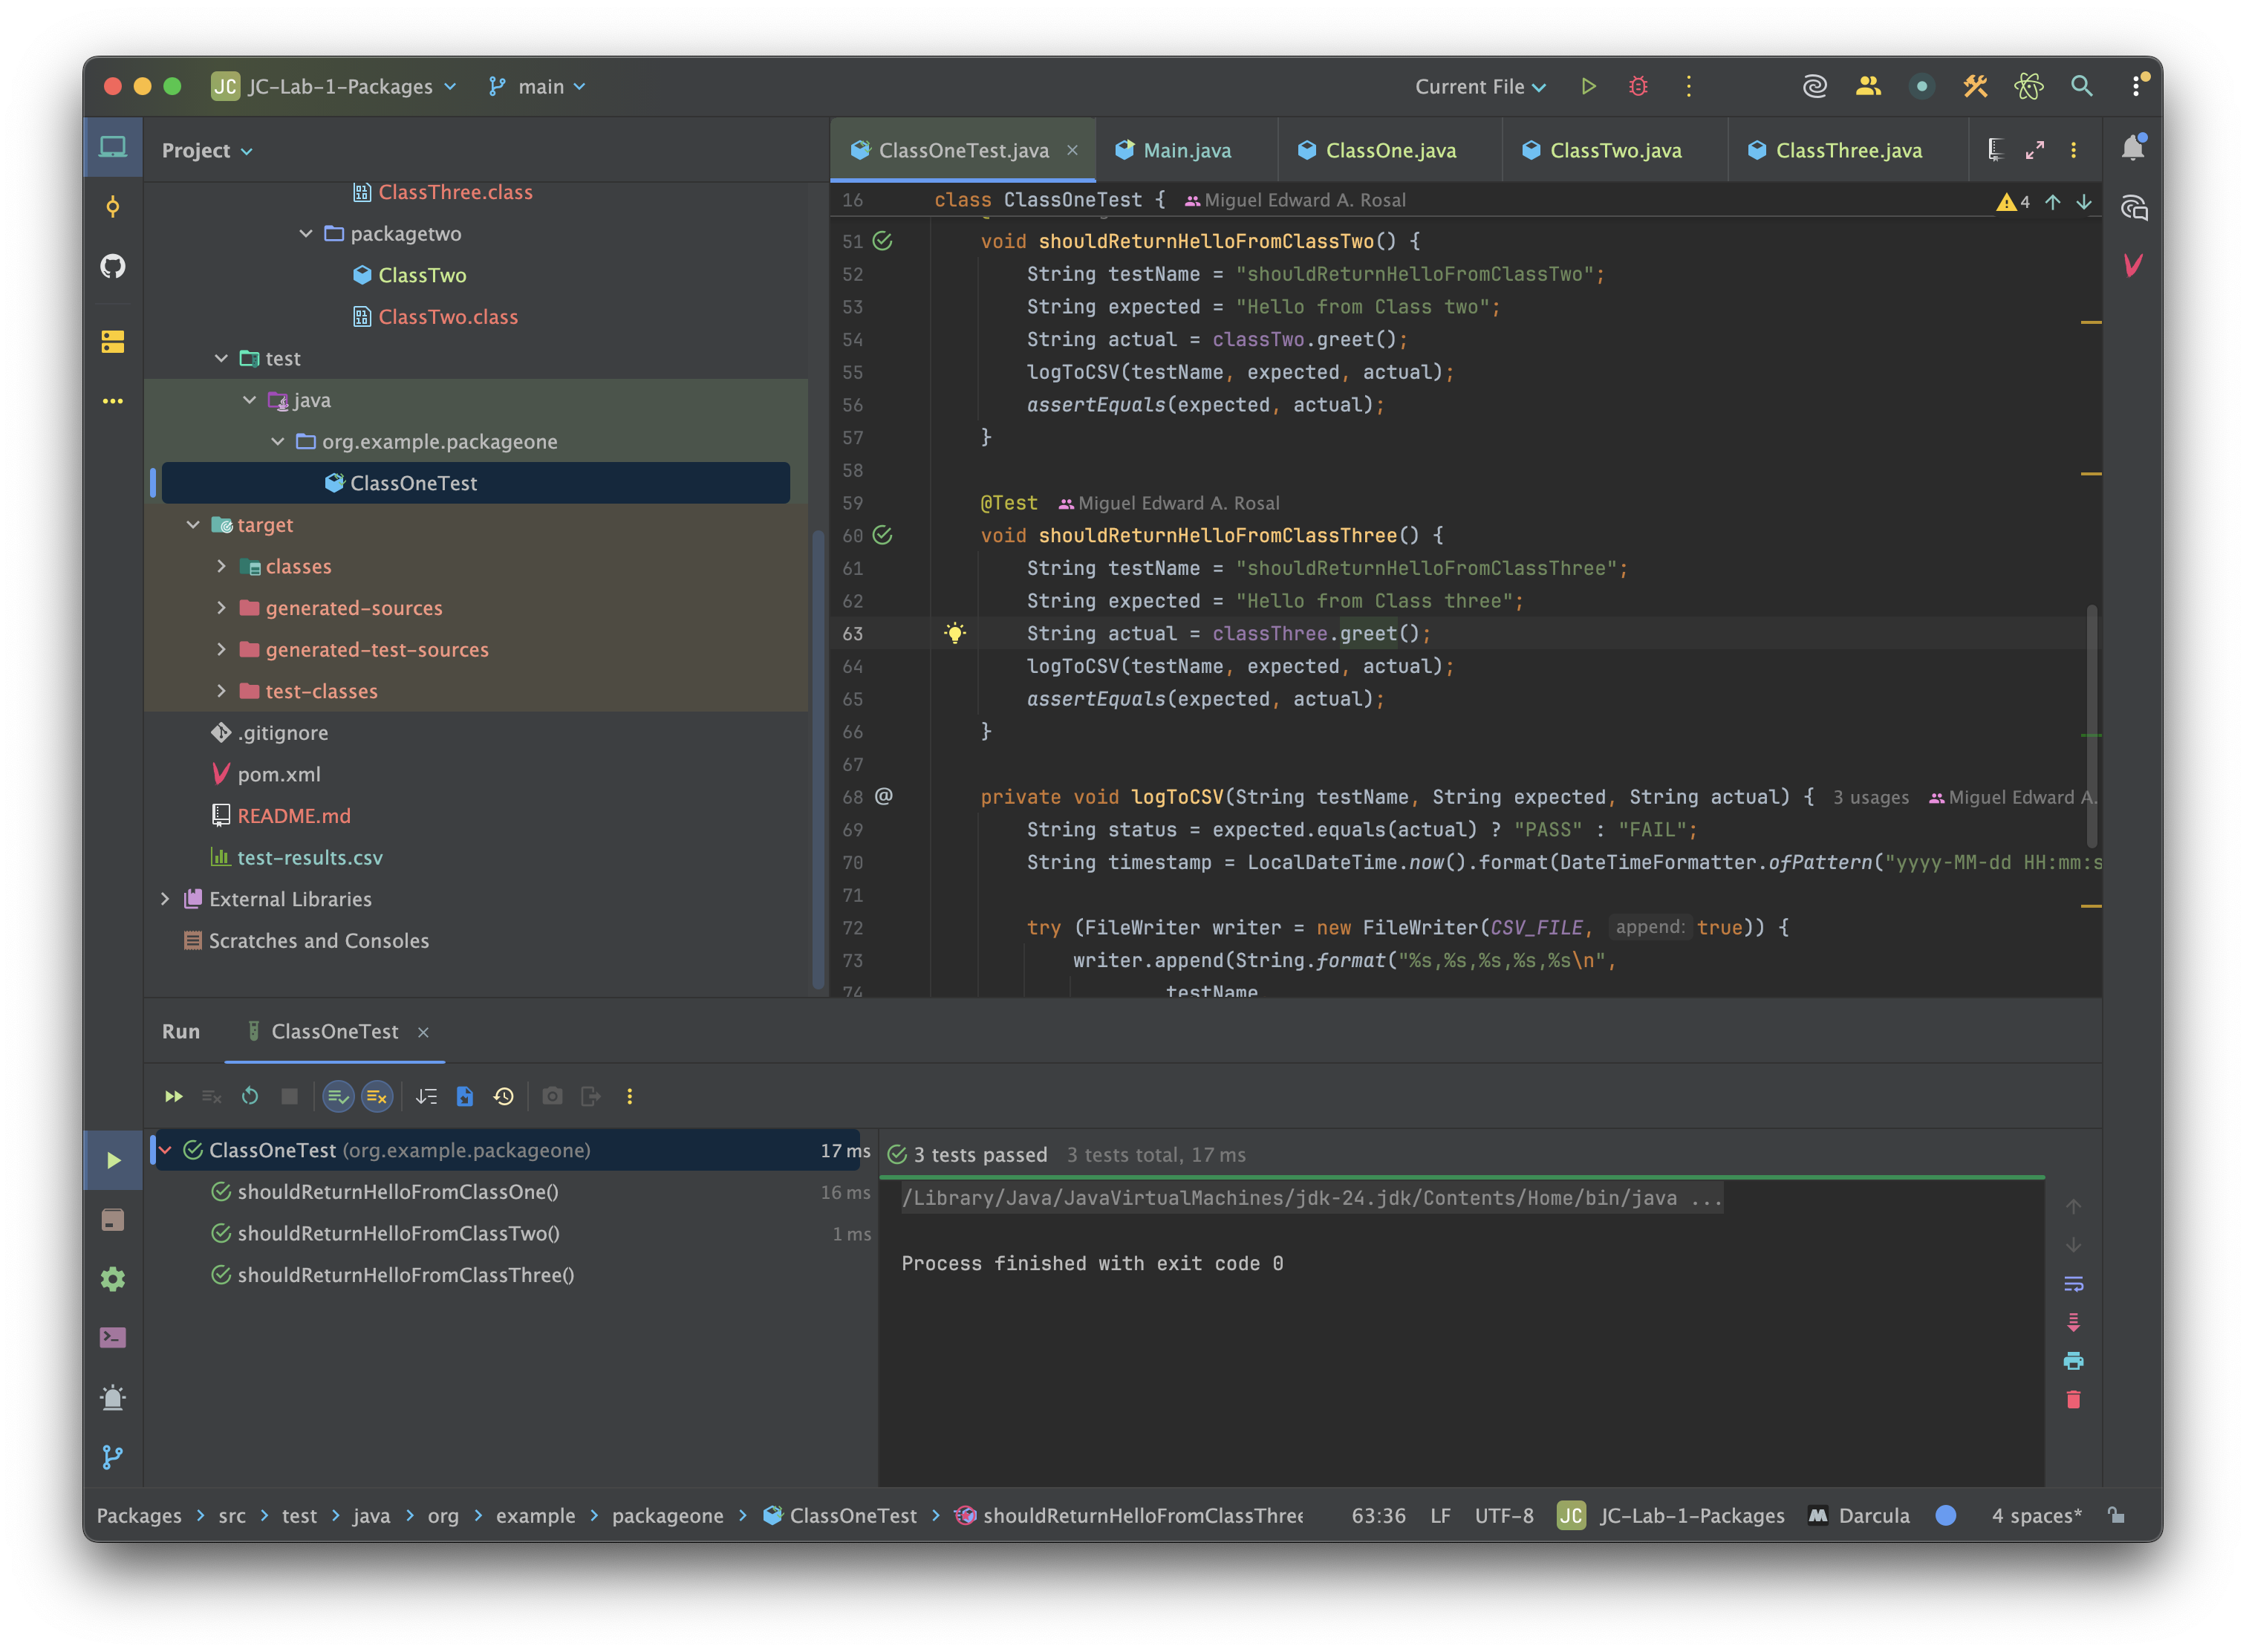 JC JC-Lab-1-Packages main Current File
Project
ClassThree.class
packagetwo
ClassTwo
ClassTwo.class
test
java
org.example.packageone
ClassOneTest
target
classes
generated-sources
generated-test-sources
test-classes
.gitignore
pom.xml
README.md
test-results.csv
External Libraries
Scratches and Consoles
ClassOneTest.java Main.java ClassOne.java ClassTwo.java ClassThree.java
16 class ClassOneTest { Miguel Edward A. Rosal 4
51 void shouldReturnHelloFromClassTwo() {
52 String testName = "shouldReturnHelloFromClassTwo";
53 String expected = "Hello from Class two";
54 String actual = classTwo.greet();
55 logToCSV(testName, expected, actual);
56 assertEquals(expected, actual);
57 }
58
59 @Test Miguel Edward A. Rosal
60 void shouldReturnHelloFromClassThree() {
61 String testName = "shouldReturnHelloFromClassThree";
62 String expected = "Hello from Class three";
63 String actual = classThree.greet();
64 logToCSV(testName, expected, actual);
65 assertEquals(expected, actual);
66 }
67
68 @ private void logToCSV(String testName, String expected, String actual) { 3 usages Miguel Edward A.
69 String status = expected.equals(actual) ? "PASS" : "FAIL";
70 String timestamp = LocalDateTime.now().format(DateTimeFormatter.ofPattern("yyyy-MM-dd HH:mm:s
71
72 try (FileWriter writer = new FileWriter(CSV_FILE, append: true)) {
73 writer.append(String.format("%s,%s,%s,%s,%s\n",
74 testName
Run ClassOneTest
ClassOneTest (org.example.packageone) 17 ms
shouldReturnHelloFromClassOne() 16 ms
shouldReturnHelloFromClassTwo() 1 ms
shouldReturnHelloFromClassThree()
3 tests passed 3 tests total, 17 ms
/Library/Java/JavaVirtualMachines/jdk-24.jdk/Contents/Home/bin/java ...
Process finished with exit code 0
Packages > src > test > java > org > example > packageone > ClassOneTest > shouldReturnHelloFromClassThree 63:36 LF UTF-8 JC JC-Lab-1-Packages Darcula 4 spaces*